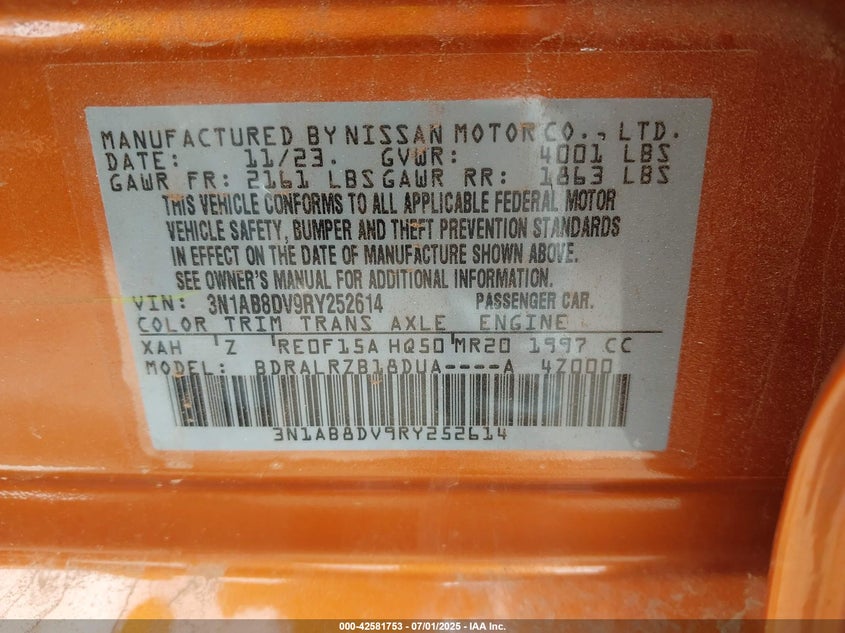 MANUFACTURED BY NISSAN MOTOR CO., LTD.
DATE: 11/23. GVWR: 4001 LBS
GAWR FR: 2161 LBS GAWR RR: 1863 LBS
THIS VEHICLE CONFORMS TO ALL APPLICABLE FEDERAL MOTOR
VEHICLE SAFETY, BUMPER AND THEFT PREVENTION STANDARDS
IN EFFECT ON THE DATE OF MANUFACTURE SHOWN ABOVE.
SEE OWNER'S MANUAL FOR ADDITIONAL INFORMATION.
VIN: 3N1AB8DV9RY252614 PASSENGER CAR.
COLOR TRIM TRANS AXLE ENGINE
XAH 'Z 'RE0F15A HQ50 MR20 1997 CC
MODEL: BDRALRZB18DUA----A 4Z000
3N1AB8DV9RY252614
000-42581753 - 07/01/2025 - IAA Inc.